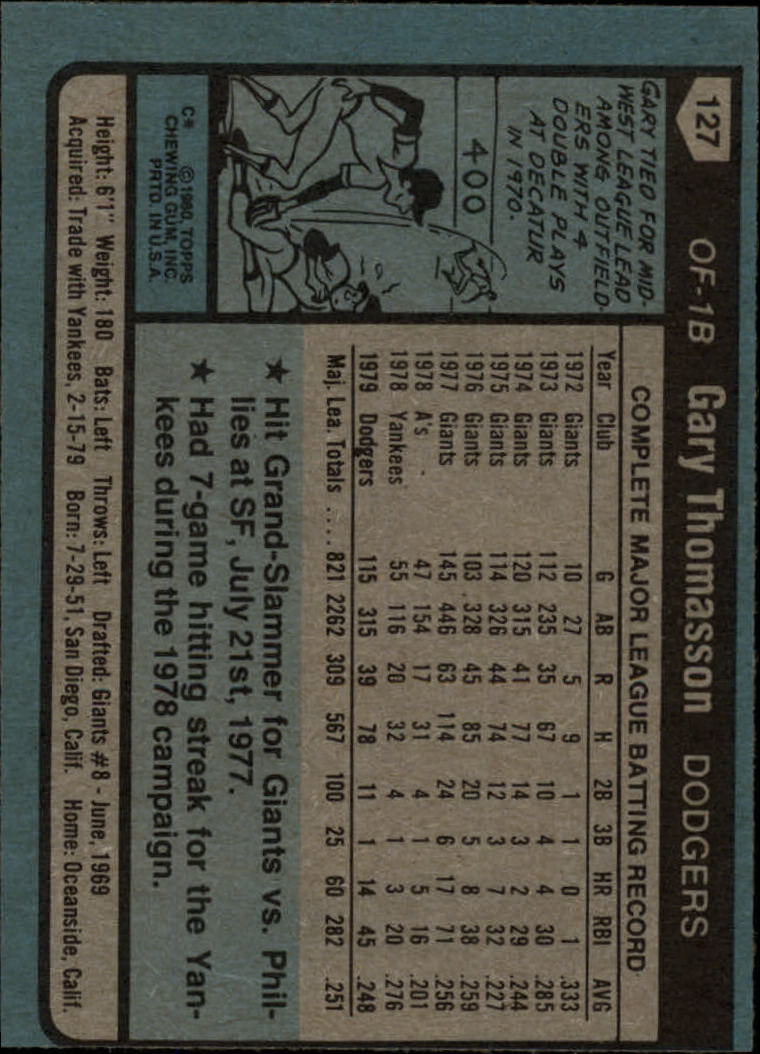 127
OF-1B Gary Thomasson DODGERS
GARY TIED FOR MID-
WEST LEAGUE LEAD
AMONG OUTFIELD-
ERS WITH 4
DOUBLE PLAYS
AT DECATUR
IN 1970.
400
C* ©1980, TOPPS
CHEWING GUM, INC.
PRTD. IN U.S.A.
COMPLETE MAJOR LEAGUE BATTING RECORD
Year Club G AB R H 2B 3B HR RBI AVG
1972 Giants 10 27 5 9 1 1 0 1 .333
1973 Giants 112 235 35 67 10 4 4 30 .285
1974 Giants 120 315 41 77 14 3 2 29 .244
1975 Giants 114 326 44 74 12 3 7 32 .227
1976 Giants 103 328 45 85 20 5 8 38 .259
1977 Giants 145 446 63 114 24 6 17 71 .256
1978 A's 47 154 17 31 4 1 5 16 .201
1978 Yankees 55 116 20 32 4 1 3 20 .276
1979 Dodgers 115 315 39 78 11 1 14 45 .248
Maj. Lea. Totals .... 821 2262 309 567 100 25 60 282 .251
★ Hit Grand-Slammer for Giants vs. Phil-
lies at SF, July 21st, 1977.
★ Had 7-game hitting streak for the Yan-
kees during the 1978 campaign.
Height: 6'1" Weight: 180 Bats: Left Throws: Left Drafted: Giants #8 - June, 1969
Acquired: Trade with Yankees, 2-15-79 Born: 7-29-51, San Diego, Calif. Home: Oceanside, Calif.